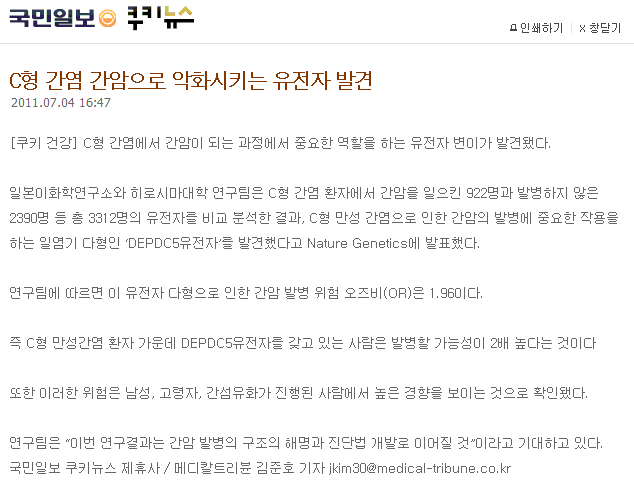 국민일보 쿠키뉴스
인쇄하기 | x 창닫기
C형 간염 간암으로 악화시키는 유전자 발견
2011.07.04 16:47
[쿠키 건강] C형 간염에서 간암이 되는 과정에서 중요한 역할을 하는 유전자 변이가 발견됐다.
일본이화학연구소와 히로시마대학 연구팀은 C형 간염 환자에서 간암을 일으킨 922명과 발병하지 않은
2390명 등 총 3312명의 유전자를 비교 분석한 결과, C형 만성 간염으로 인한 간암의 발병에 중요한 작용을
하는 일염기 다형인 ‘DEPDC5유전자’를 발견했다고 Nature Genetics에 발표했다.
연구팀에 따르면 이 유전자 다형으로 인한 간암 발병 위험 오즈비(OR)은 1.96이다.
즉 C형 만성간염 환자 가운데 DEPDC5유전자를 갖고 있는 사람은 발병할 가능성이 2배 높다는 것이다
또한 이러한 위험은 남성, 고령자, 간섬유화가 진행된 사람에서 높은 경향을 보이는 것으로 확인됐다.
연구팀은 “이번 연구결과는 간암 발병의 구조의 해명과 진단법 개발로 이어질 것”이라고 기대하고 있다.
국민일보 쿠키뉴스 제휴사 / 메디칼트리뷴 김준호 기자 jkim30@medical-tribune.co.kr